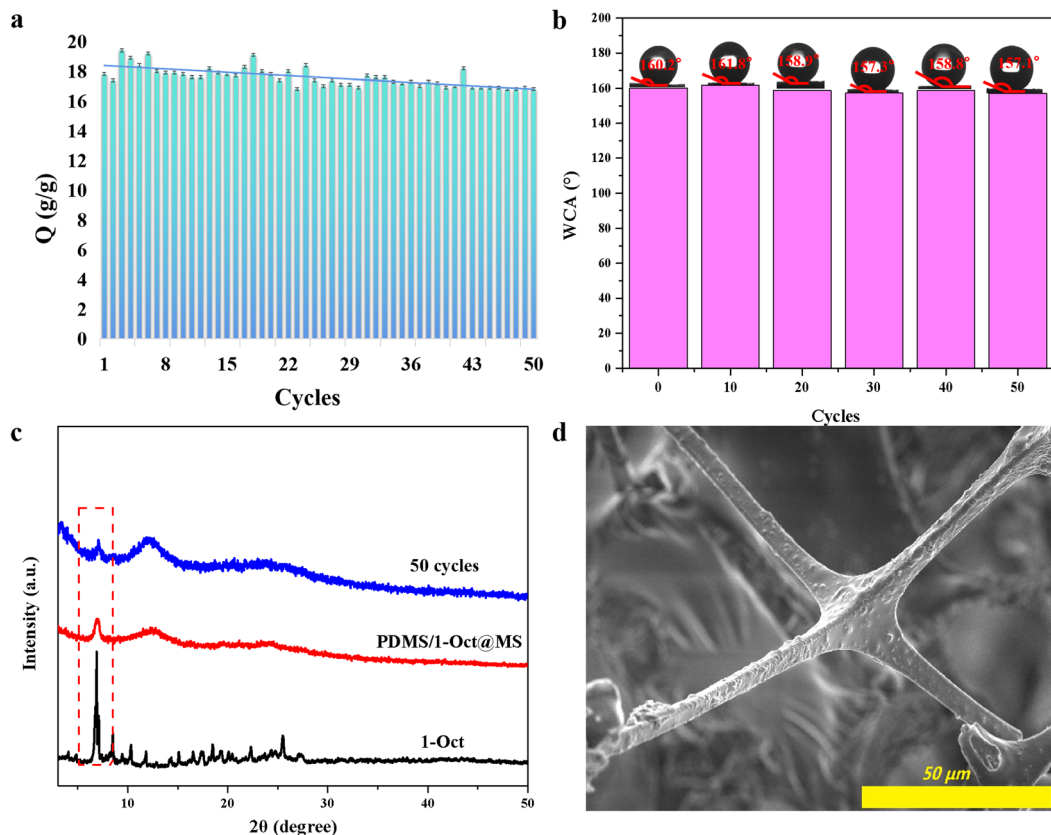 a
20
18
16
14
12
10
8
6
4
2
0
Q (g/g)
1 8 15 22 29 36 43 50
Cycles
b
200
180
160
140
120
100
80
60
40
20
0
WCA (°)
160.2° 161.8° 158.9° 157.3° 158.8° 157.1°
0 10 20 30 40 50
Cycles
c
50 cycles
PDMS/1-Oct@MS
1-Oct
Intensity (a.u.)
10 20 30 40 50
2θ (degree)
d
50 μm